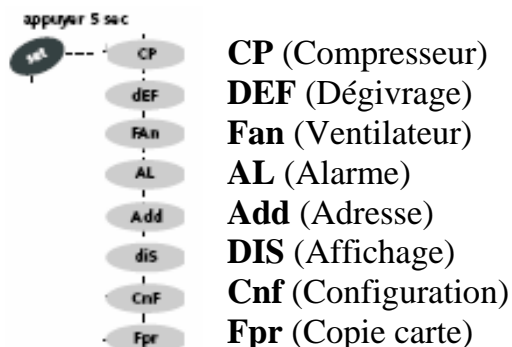 appuyer 5 sec
set CP CP (Compresseur)
dEF DEF (Dégivrage)
FAn Fan (Ventilateur)
AL AL (Alarme)
Add Add (Adresse)
diS DIS (Affichage)
CnF Cnf (Configuration)
Fpr Fpr (Copie carte)